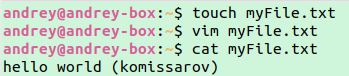 andrey@andrey-box:~$ touch myFile.txt
andrey@andrey-box:~$ vim myFile.txt
andrey@andrey-box:~$ cat myFile.txt
hello world (komissarov)